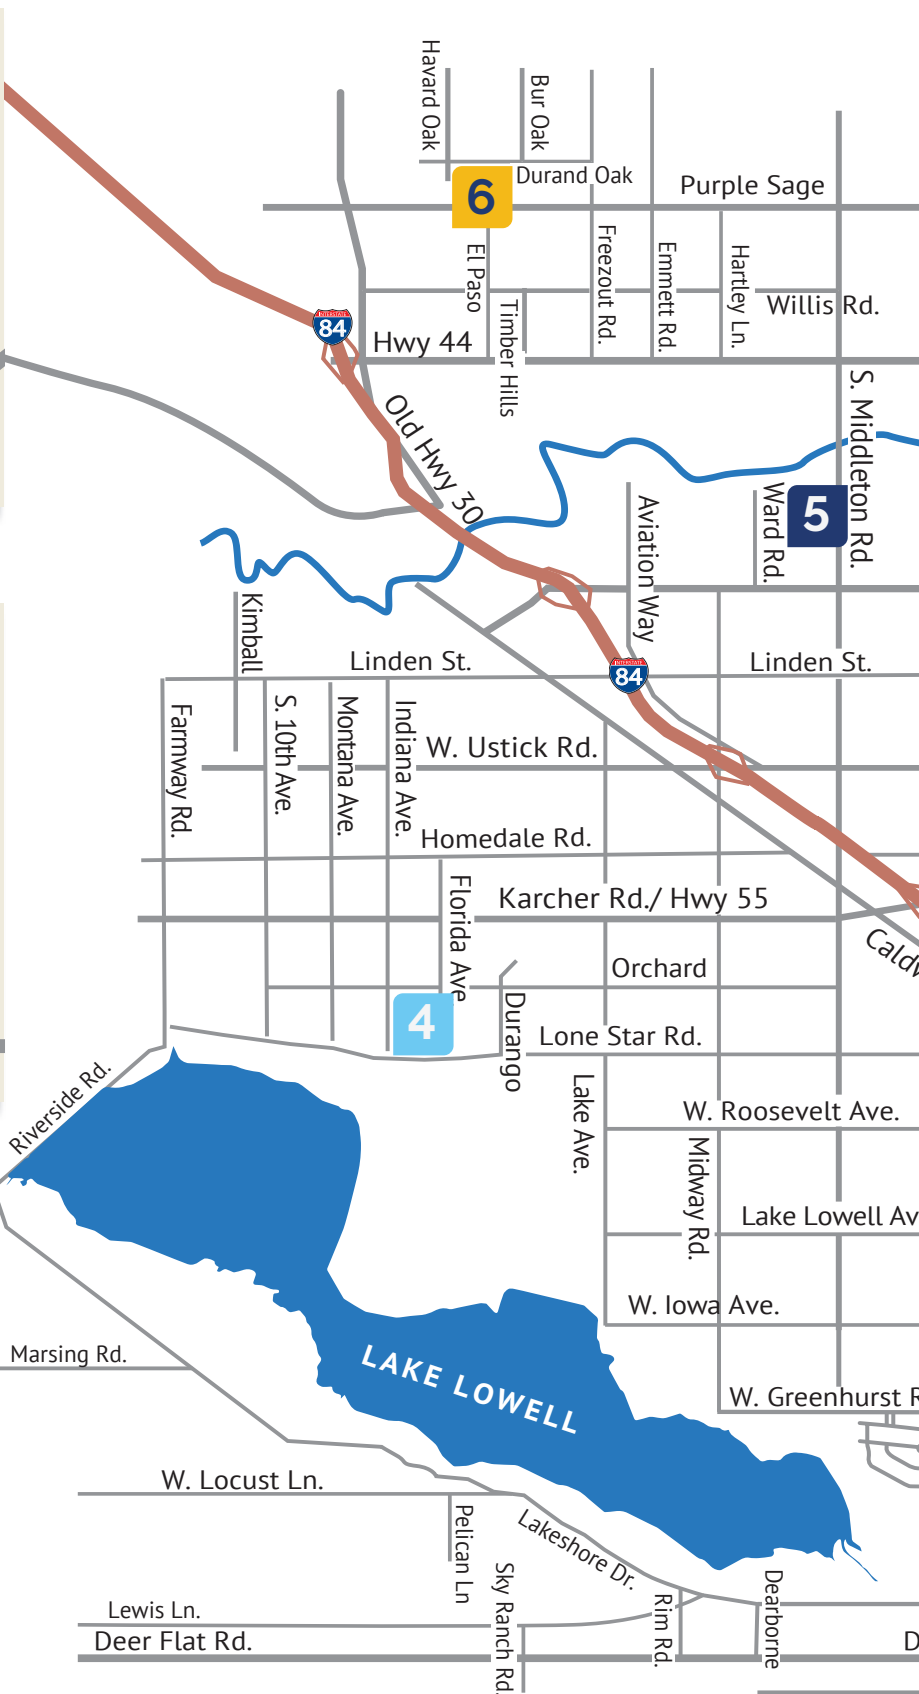 Havard Oak
Bur Oak
Durand Oak
6
Purple Sage
El Paso
Freezout Rd.
Emmett Rd.
Hartley Ln.
Willis Rd.
Timber Hills
INTERSTATE
84
Hwy 44
Old Hwy 30
S. Middleton Rd.
Ward Rd.
5
Aviation Way
Kimball
Linden St.
Linden St.
INTERSTATE
84
Farmway Rd.
S. 10th Ave.
Montana Ave.
Indiana Ave.
W. Ustick Rd.
Homedale Rd.
Florida Ave
Karcher Rd./ Hwy 55
Caldw
Orchard
4
Durango
Lone Star Rd.
Riverside Rd.
Lake Ave.
W. Roosevelt Ave.
Midway Rd.
Lake Lowell Av
W. Iowa Ave.
Marsing Rd.
LAKE LOWELL
W. Greenhurst R
W. Locust Ln.
Pelican Ln
Lakeshore Dr.
Sky Ranch Rd.
Rim Rd.
Dearborne
Lewis Ln.
Deer Flat Rd.
D